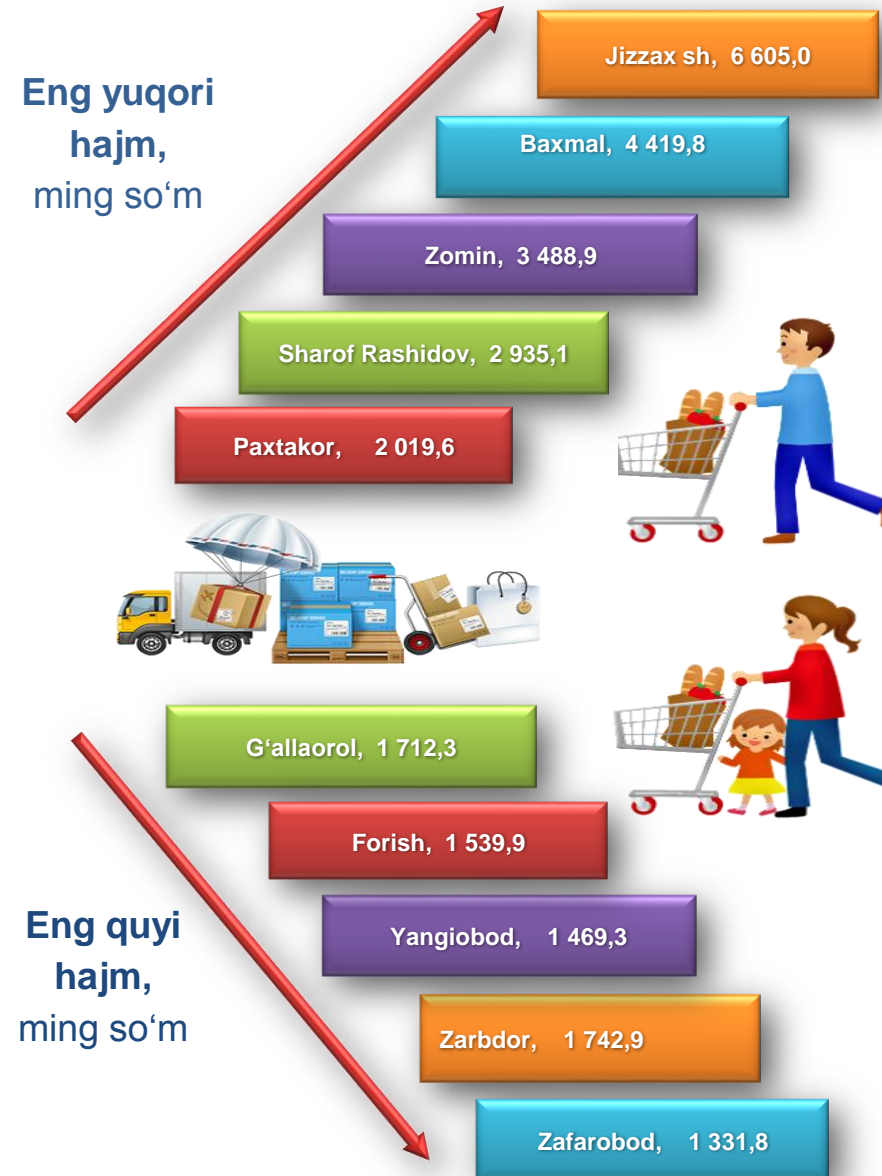 Eng yuqori
hajm,
ming so‘m
Jizzax sh, 6 605,0
Baxmal, 4 419,8
Zomin, 3 488,9
Sharof Rashidov, 2 935,1
Paxtakor, 2 019,6
G‘allaorol, 1 712,3
Forish, 1 539,9
Yangiobod, 1 469,3
Eng quyi
hajm,
ming so‘m
Zarbdor, 1 742,9
Zafarobod, 1 331,8